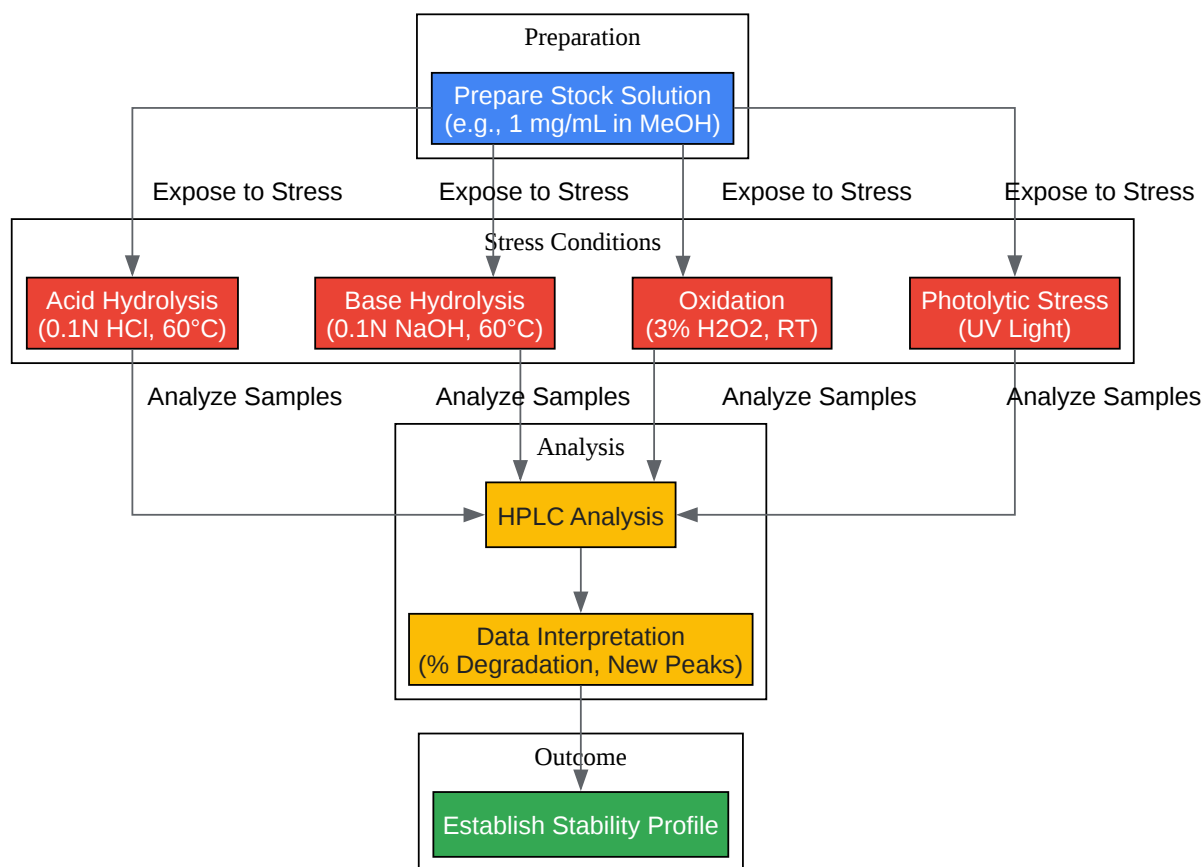 Preparation
Prepare Stock Solution
(e.g., 1 mg/mL in MeOH)
Expose to Stress
Expose to Stress
Expose to Stress
Expose to Stress
Stress Conditions
Acid Hydrolysis
(0.1N HCl, 60°C)
Base Hydrolysis
(0.1N NaOH, 60°C)
Oxidation
(3% H2O2, RT)
Photolytic Stress
(UV Light)
Analyze Samples
Analyze Samples
Analyze Samples
Analyze Samples
Analysis
HPLC Analysis
Data Interpretation
(% Degradation, New Peaks)
Outcome
Establish Stability Profile